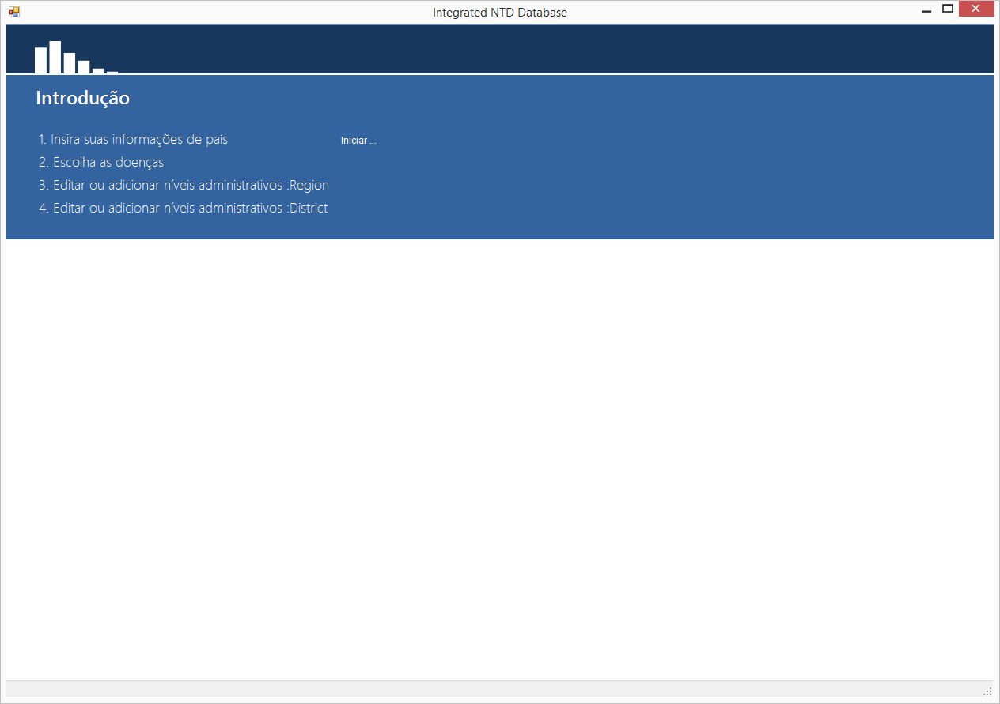 Integrated NTD Database
Introdução
1. Insira suas informações de país Iniciar ...
2. Escolha as doenças
3. Editar ou adicionar níveis administrativos :Region
4. Editar ou adicionar níveis administrativos :District